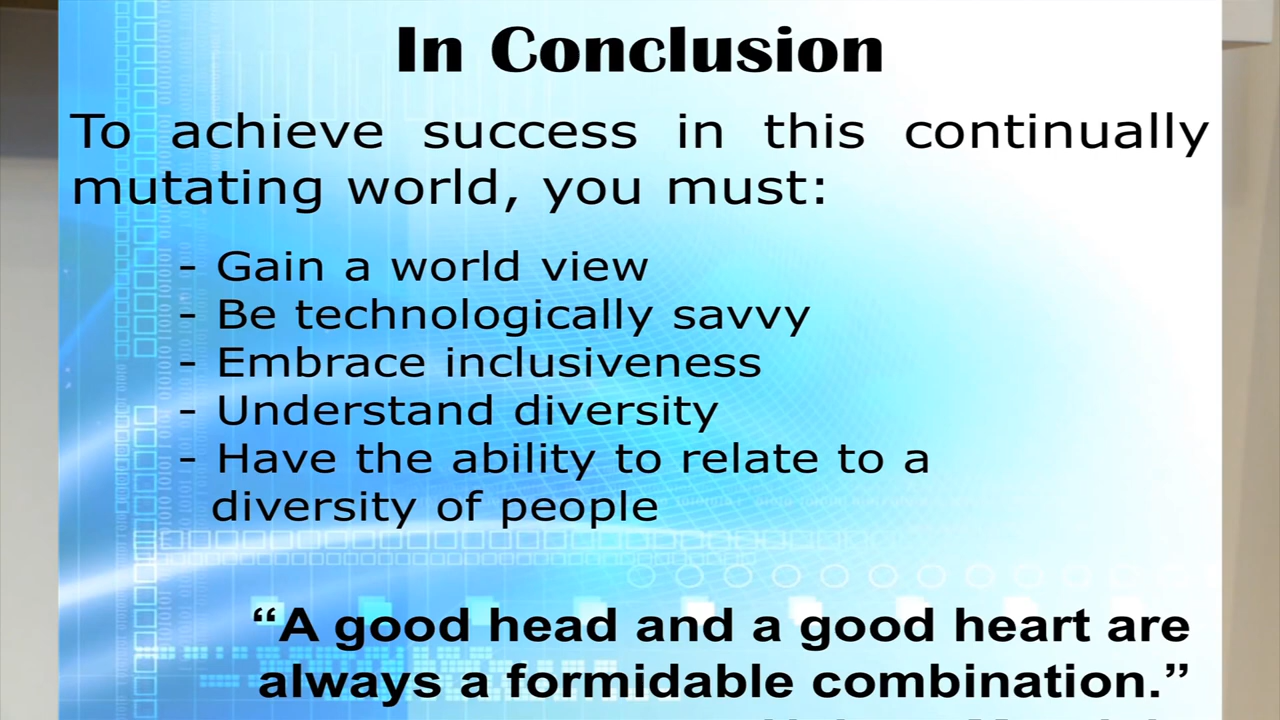 In Conclusion
To achieve success in this continually
mutating world, you must:
- Gain a world view
- Be technologically savvy
- Embrace inclusiveness
- Understand diversity
- Have the ability to relate to a
diversity of people
“A good head and a good heart are
always a formidable combination.”